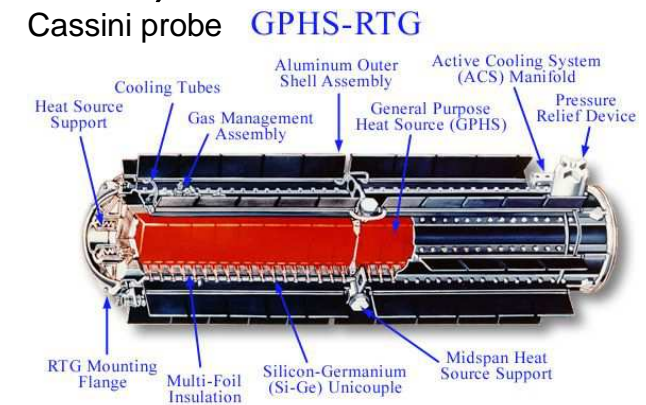 Cassini probe GPHS-RTG
Aluminum Outer
Shell Assembly
Active Cooling System
(ACS) Manifold
Cooling Tubes
Pressure
Relief Device
Heat Source
Support
Gas Management
Assembly
General Purpose
Heat Source (GPHS)
RTG Mounting
Flange
Multi-Foil
Insulation
Silicon-Germanium
(Si-Ge) Unicouple
Midspan Heat
Source Support